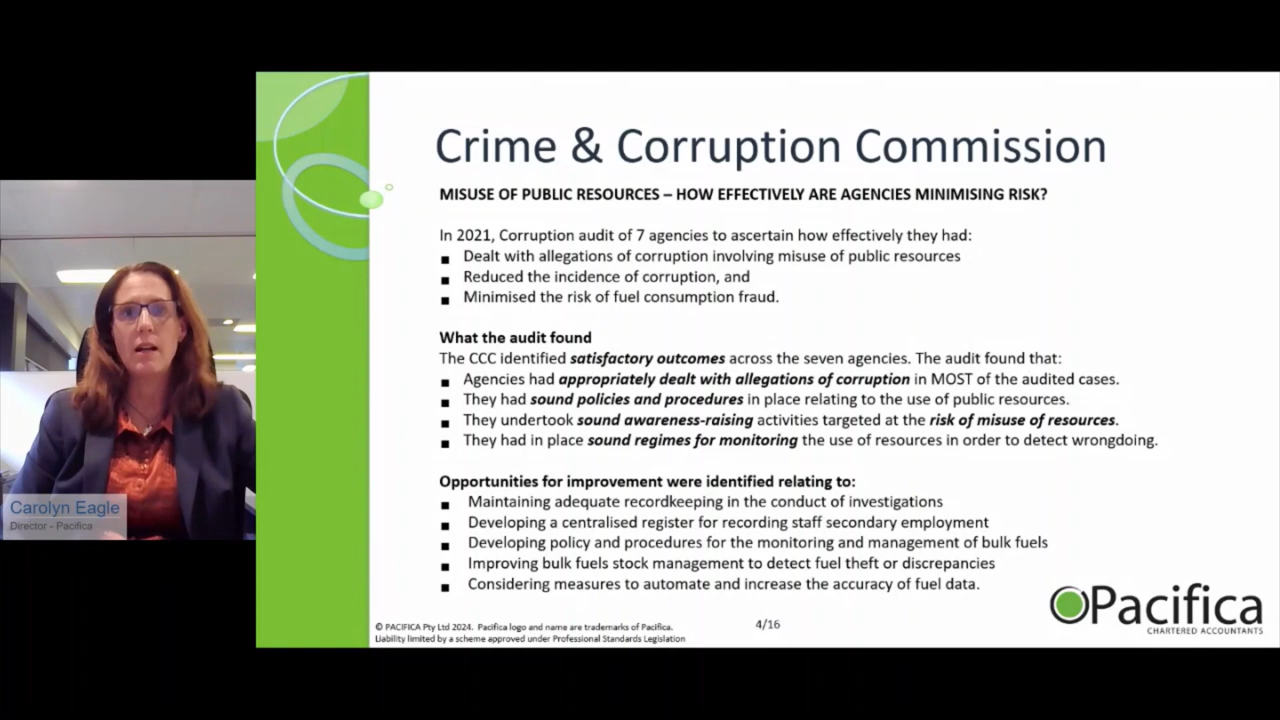 Crime & Corruption Commission
MISUSE OF PUBLIC RESOURCES – HOW EFFECTIVELY ARE AGENCIES MINIMISING RISK?
In 2021, Corruption audit of 7 agencies to ascertain how effectively they had:
▪ Dealt with allegations of corruption involving misuse of public resources
▪ Reduced the incidence of corruption, and
▪ Minimised the risk of fuel consumption fraud.
What the audit found
The CCC identified satisfactory outcomes across the seven agencies. The audit found that:
▪ Agencies had appropriately dealt with allegations of corruption in MOST of the audited cases.
▪ They had sound policies and procedures in place relating to the use of public resources.
▪ They undertook sound awareness-raising activities targeted at the risk of misuse of resources.
▪ They had in place sound regimes for monitoring the use of resources in order to detect wrongdoing.
Opportunities for improvement were identified relating to:
▪ Maintaining adequate recordkeeping in the conduct of investigations
▪ Developing a centralised register for recording staff secondary employment
▪ Developing policy and procedures for the monitoring and management of bulk fuels
▪ Improving bulk fuels stock management to detect fuel theft or discrepancies
▪ Considering measures to automate and increase the accuracy of fuel data.
Carolyn Eagle
Director - Pacifica
© PACIFICA Pty Ltd 2024. Pacifica logo and name are trademarks of Pacifica.
Liability limited by a scheme approved under Professional Standards Legislation
4/16
Pacifica
CHARTERED ACCOUNTANTS